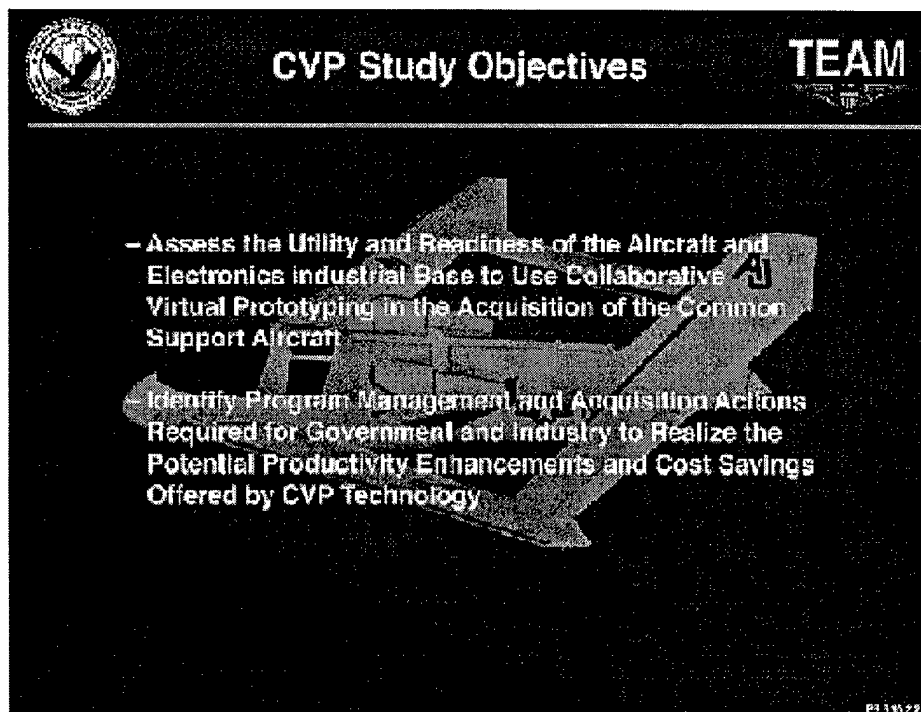 CVP Study Objectives
TEAM
– Assess the Utility and Readiness of the Aircraft and
Electronics Industrial Base to Use Collaborative
Virtual Prototyping in the Acquisition of the Common
Support Aircraft
– Identify Program Management and Acquisition Actions
Required for Government and Industry to Realize the
Potential Productivity Enhancements and Cost Savings
Offered by CVP Technology